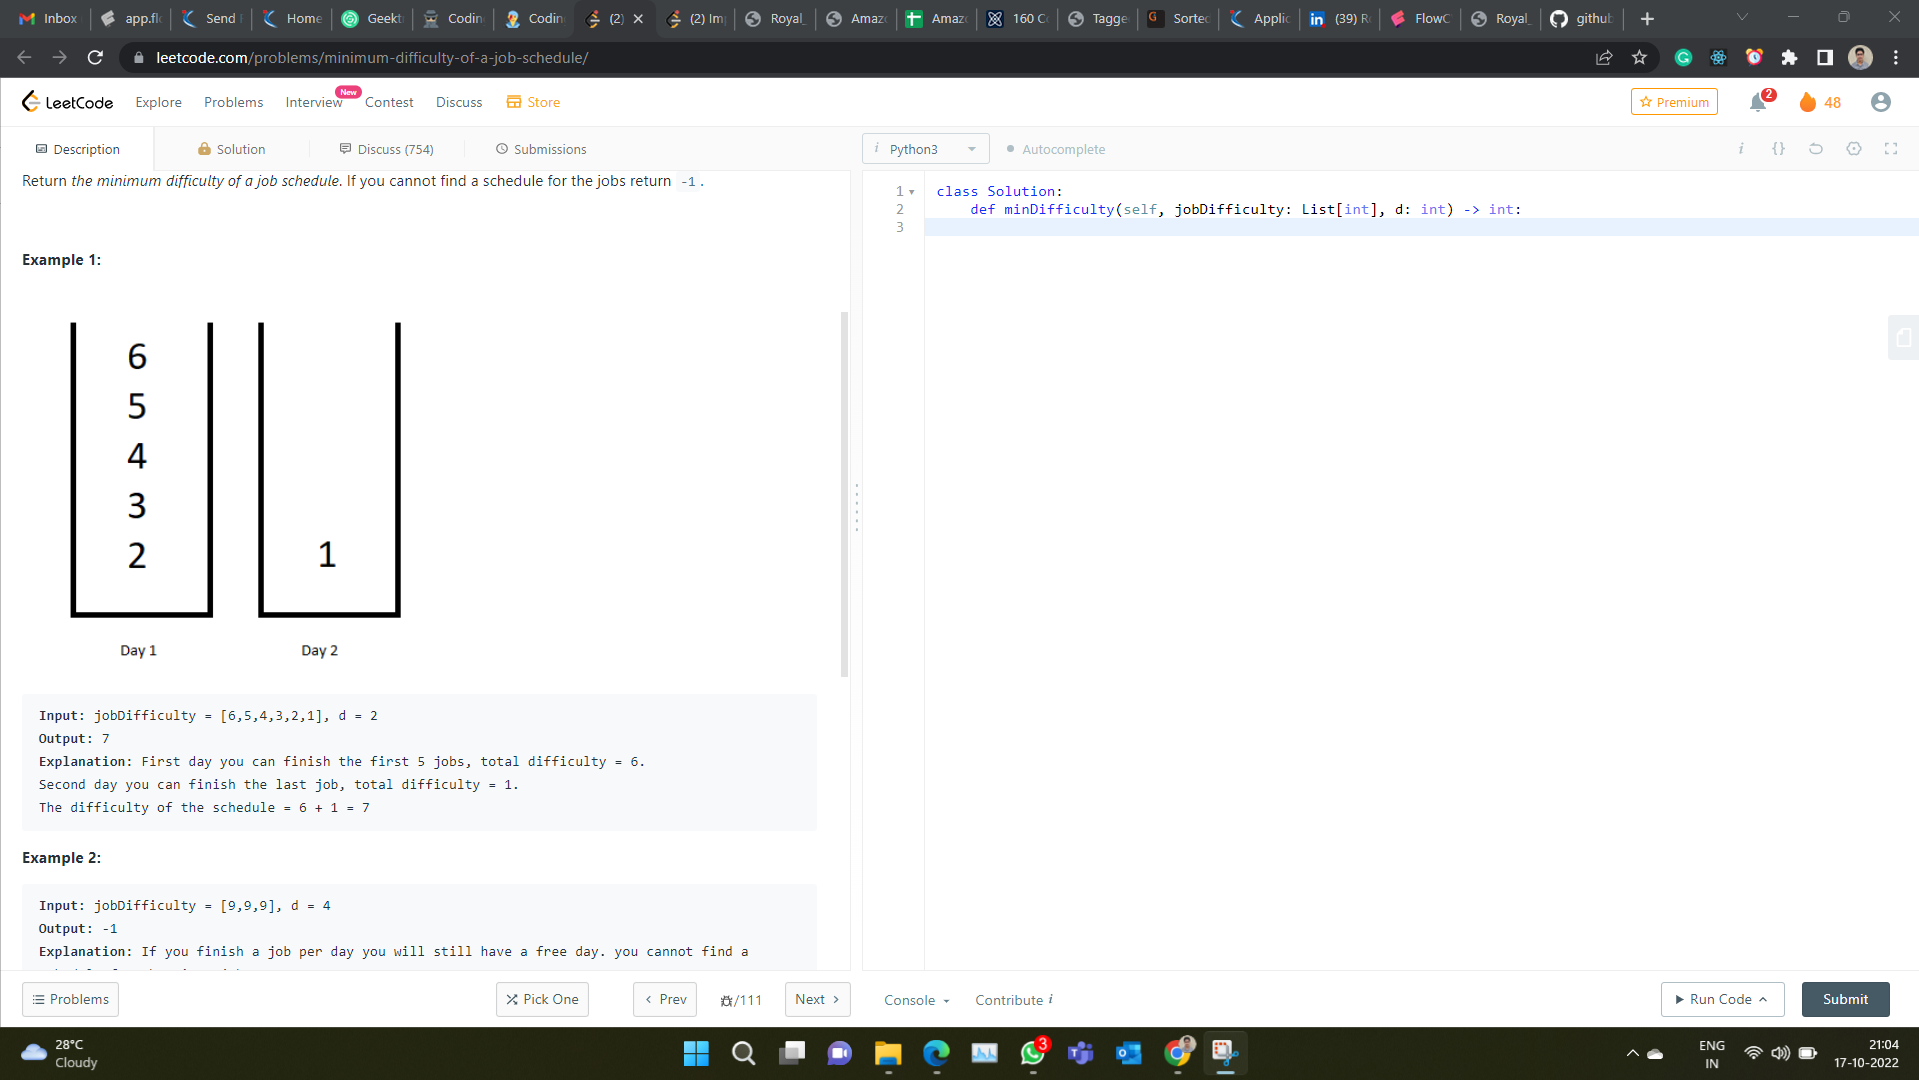 Inbox
app.fl
Send
Home
Geekt
Codin
Codin
(2)
(2) Im
Royal_
Amaz
Amaz
160 C
Tagge
Sorted
Applic
(39) R
FlowC
Royal_
github
leetcode.com/problems/minimum-difficulty-of-a-job-schedule/
LeetCode
Explore
Problems
Interview
New
Contest
Discuss
Store
Premium
2
48
Description
Solution
Discuss (754)
Submissions
Python3
Autocomplete
Return the minimum difficulty of a job schedule. If you cannot find a schedule for the jobs return -1.
Example 1:
6
5
4
3
2
1
Day 1
Day 2
Input: jobDifficulty = [6,5,4,3,2,1], d = 2
Output: 7
Explanation: First day you can finish the first 5 jobs, total difficulty = 6.
Second day you can finish the last job, total difficulty = 1.
The difficulty of the schedule = 6 + 1 = 7
Example 2:
Input: jobDifficulty = [9,9,9], d = 4
Output: -1
Explanation: If you finish a job per day you will still have a free day. you cannot find a
1
2
3
class Solution:
def minDifficulty(self, jobDifficulty: List[int], d: int) -> int:
Problems
Pick One
Prev
/111
Next
Console
Contribute i
Run Code
Submit
28°C
Cloudy
3
ENG
IN
21:04
17-10-2022